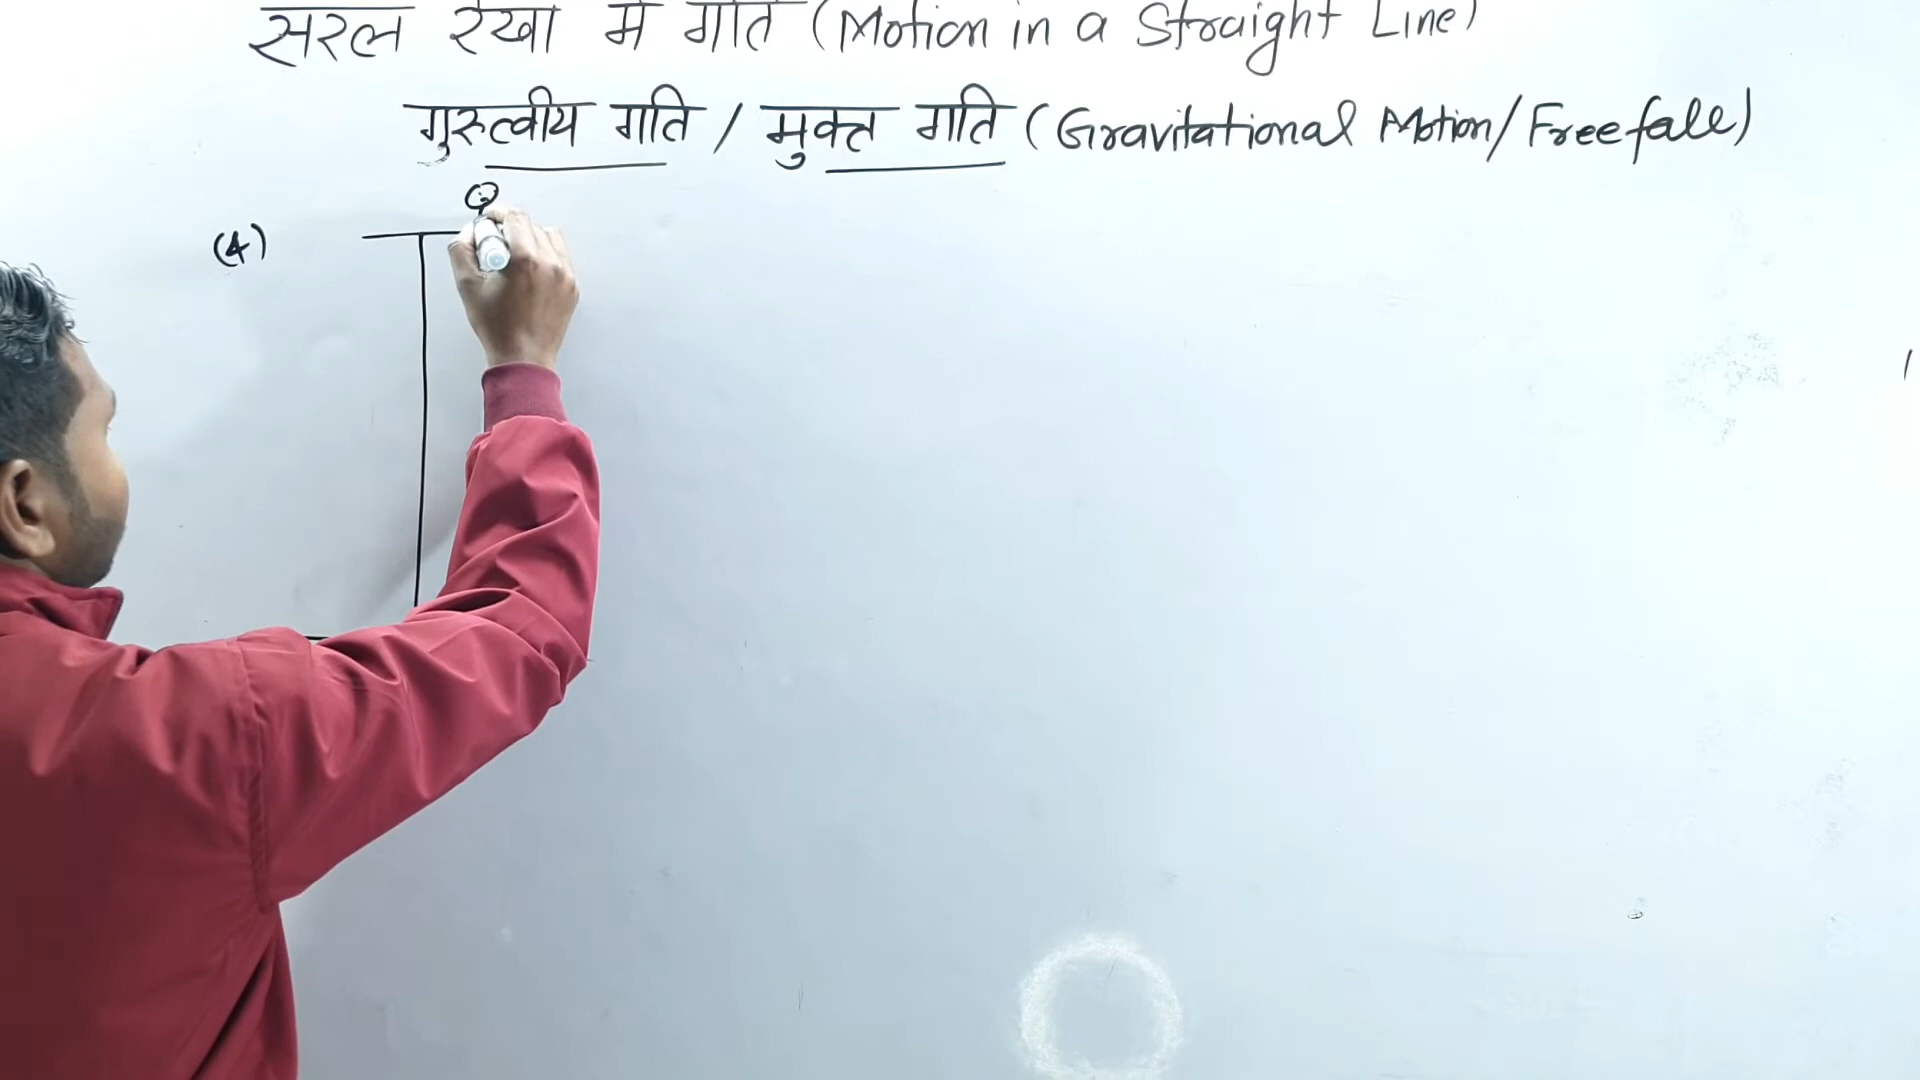 सरल रेखा में गति (Motion in a Straight Line)
गुरुत्वीय गति / मुक्त गति (Gravitational Motion/Freefall)
(4)